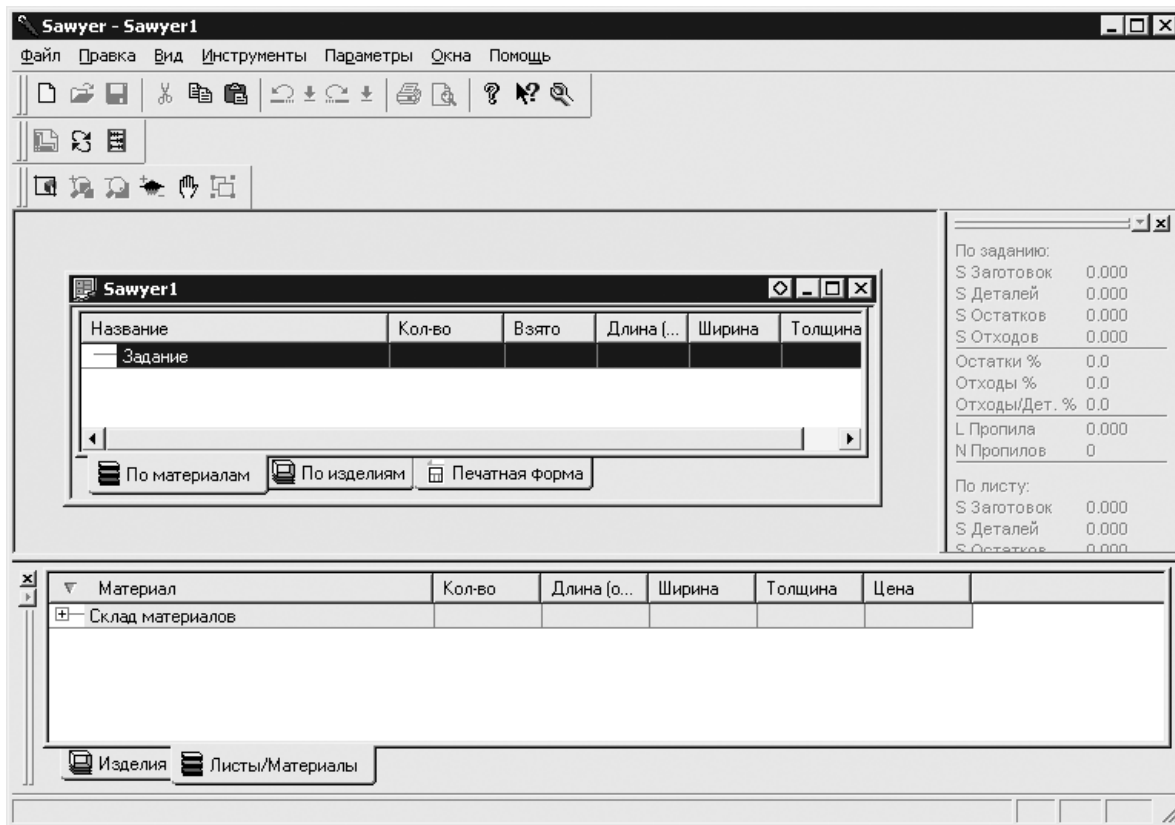 Sawyer - Sawyer1
Файл Правка Вид Инструменты Параметры Окна Помощь
Sawyer1
Название Кол-во Взято Длина (... Ширина Толщина
Задание
По материалам По изделиям Печатная форма
По заданию:
S Заготовок 0.000
S Деталей 0.000
S Остатков 0.000
S Отходов 0.000
Остатки % 0.0
Отходы % 0.0
Отходы/Дет. % 0.0
L Пропила 0.000
N Пропилов 0
По листу:
S Заготовок 0.000
S Деталей 0.000
S Остатков 0.000
Материал Кол-во Длина (о... Ширина Толщина Цена
Склад материалов
Изделия Листы/Материалы